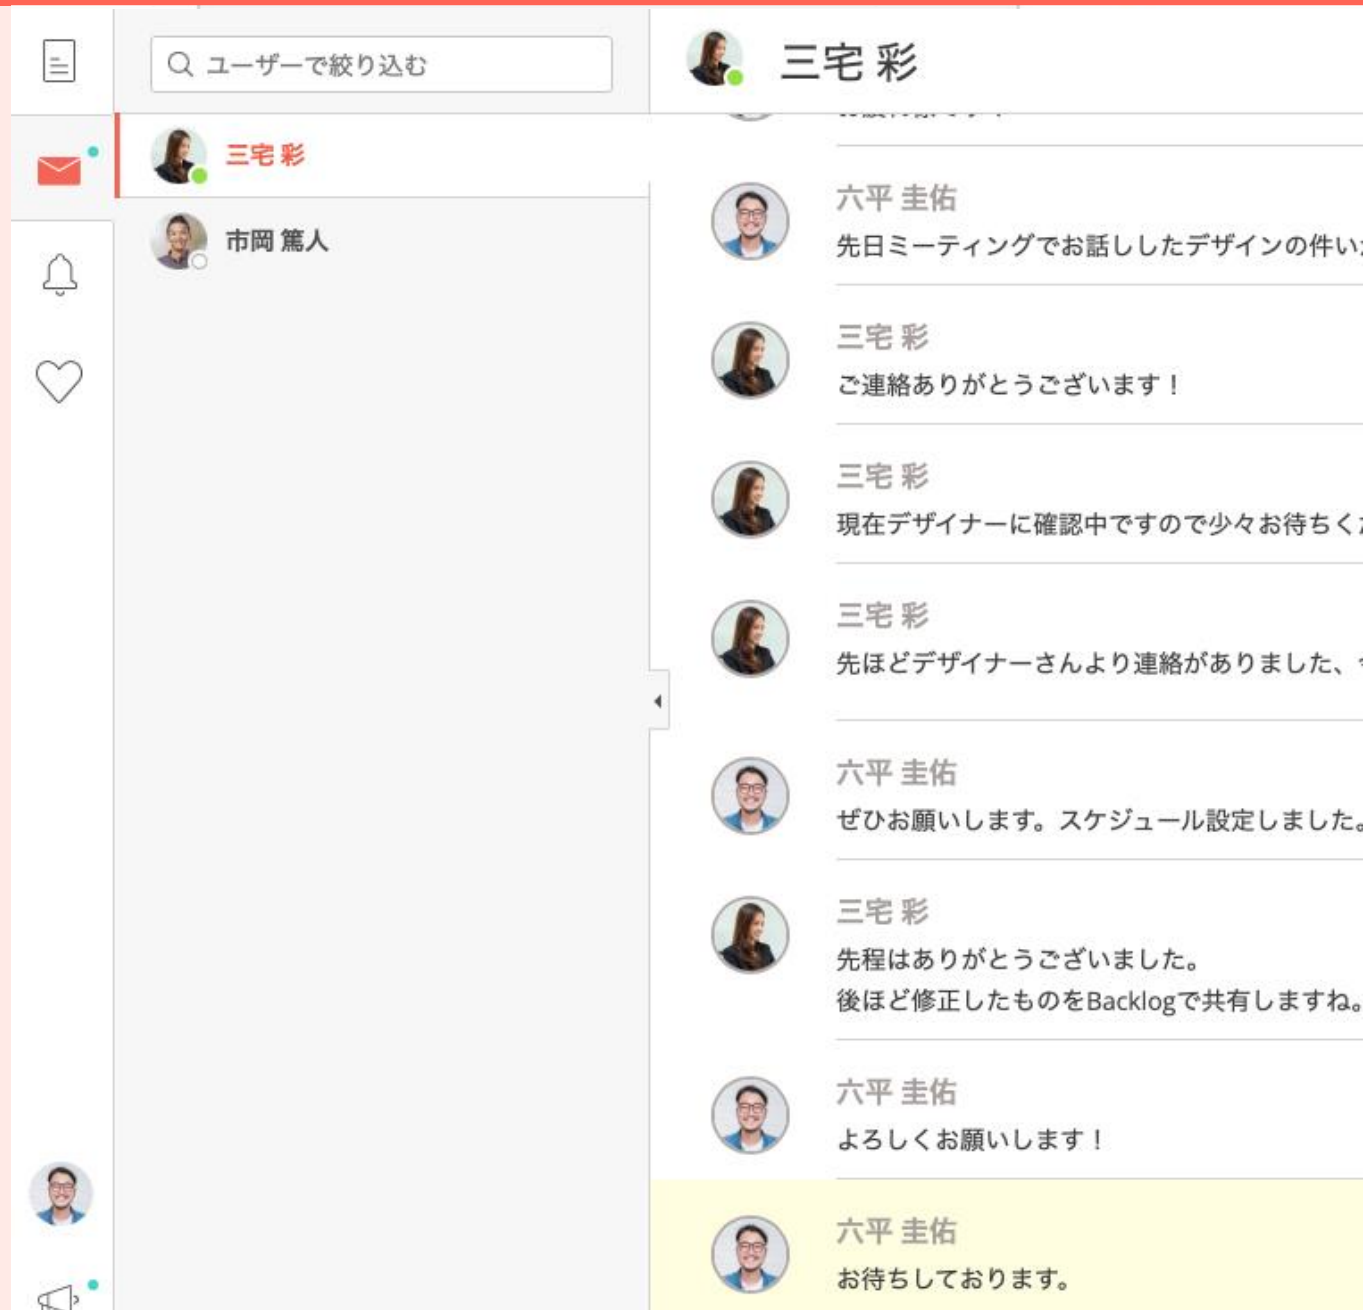 ユーザーで絞り込む
三宅 彩
市岡 篤人
三宅 彩
六平 圭佑
先日ミーティングでお話ししたデザインの件い
三宅 彩
ご連絡ありがとうございます！
三宅 彩
現在デザイナーに確認中ですので少々お待ちく
三宅 彩
先ほどデザイナーさんより連絡がありました、
六平 圭佑
ぜひお願いします。スケジュール設定しました。
三宅 彩
先程はありがとうございました。
後ほど修正したものをBacklogで共有しますね。
六平 圭佑
よろしくお願いします！
六平 圭佑
お待ちしております。